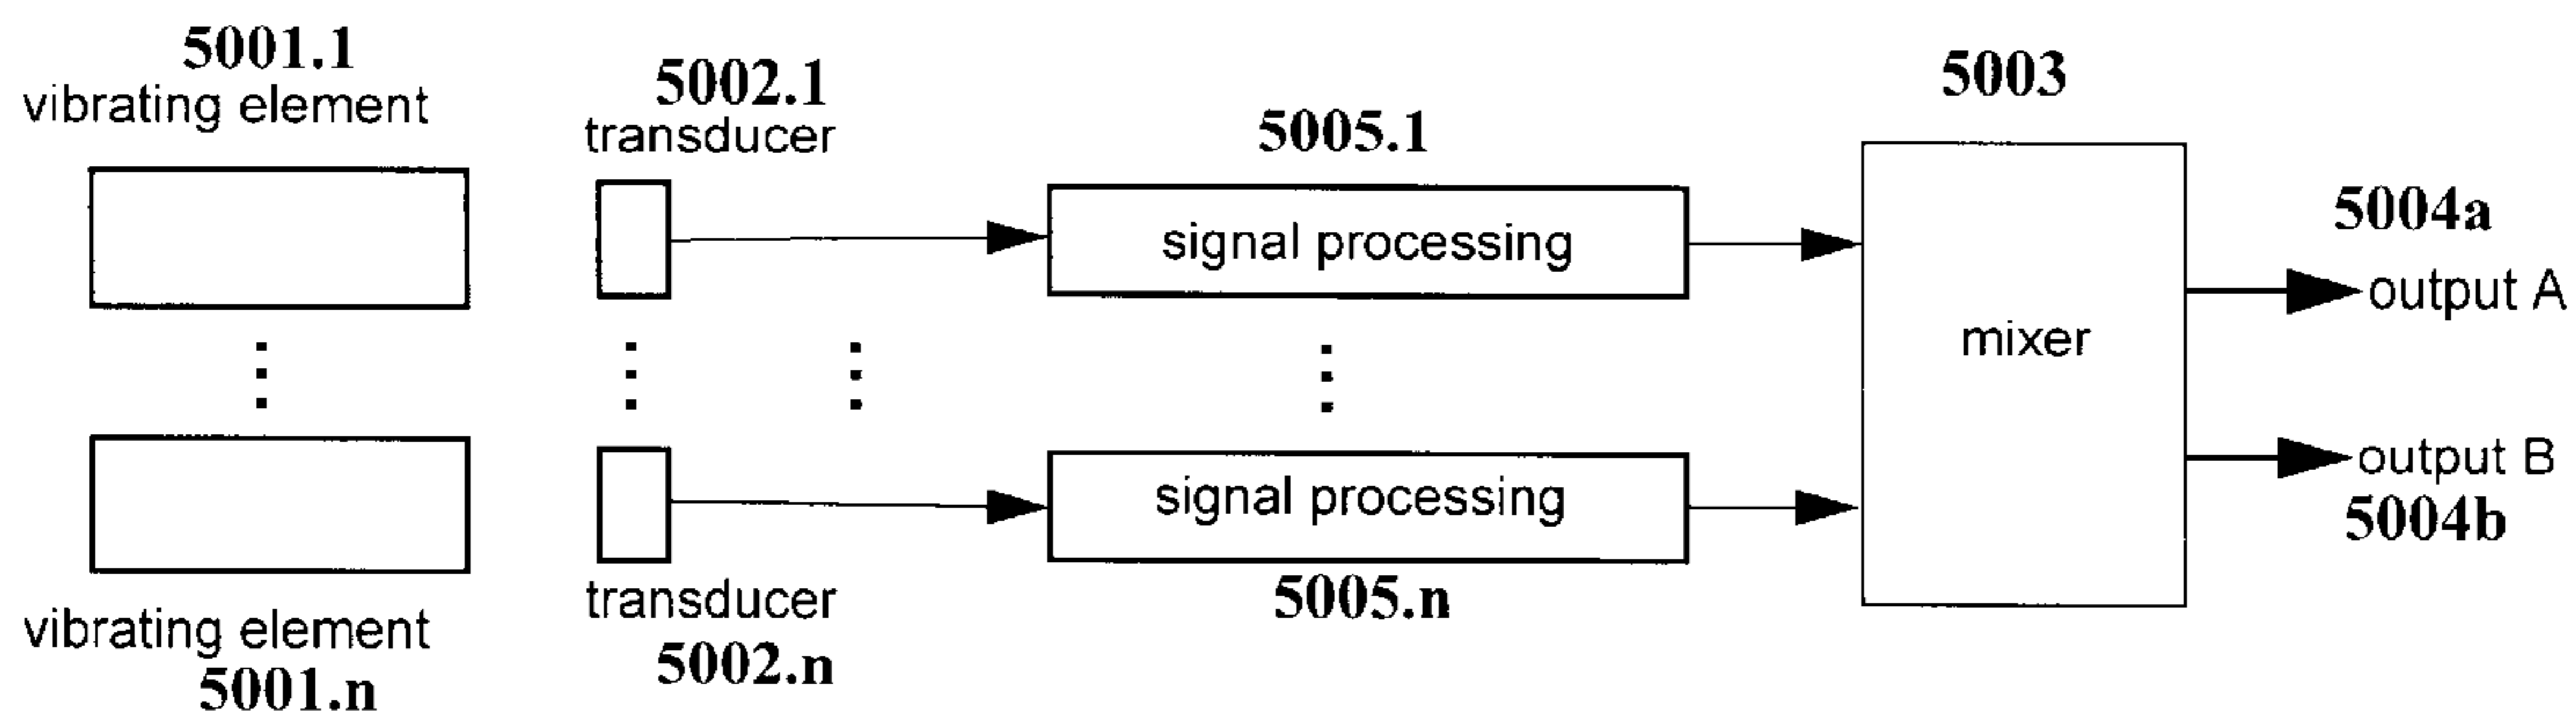 5001.1
vibrating element
5002.1
transducer
5005.1
signal processing
5003
mixer
5004a
output A
output B
5004b
signal processing
5005.n
transducer
5002.n
vibrating element
5001.n